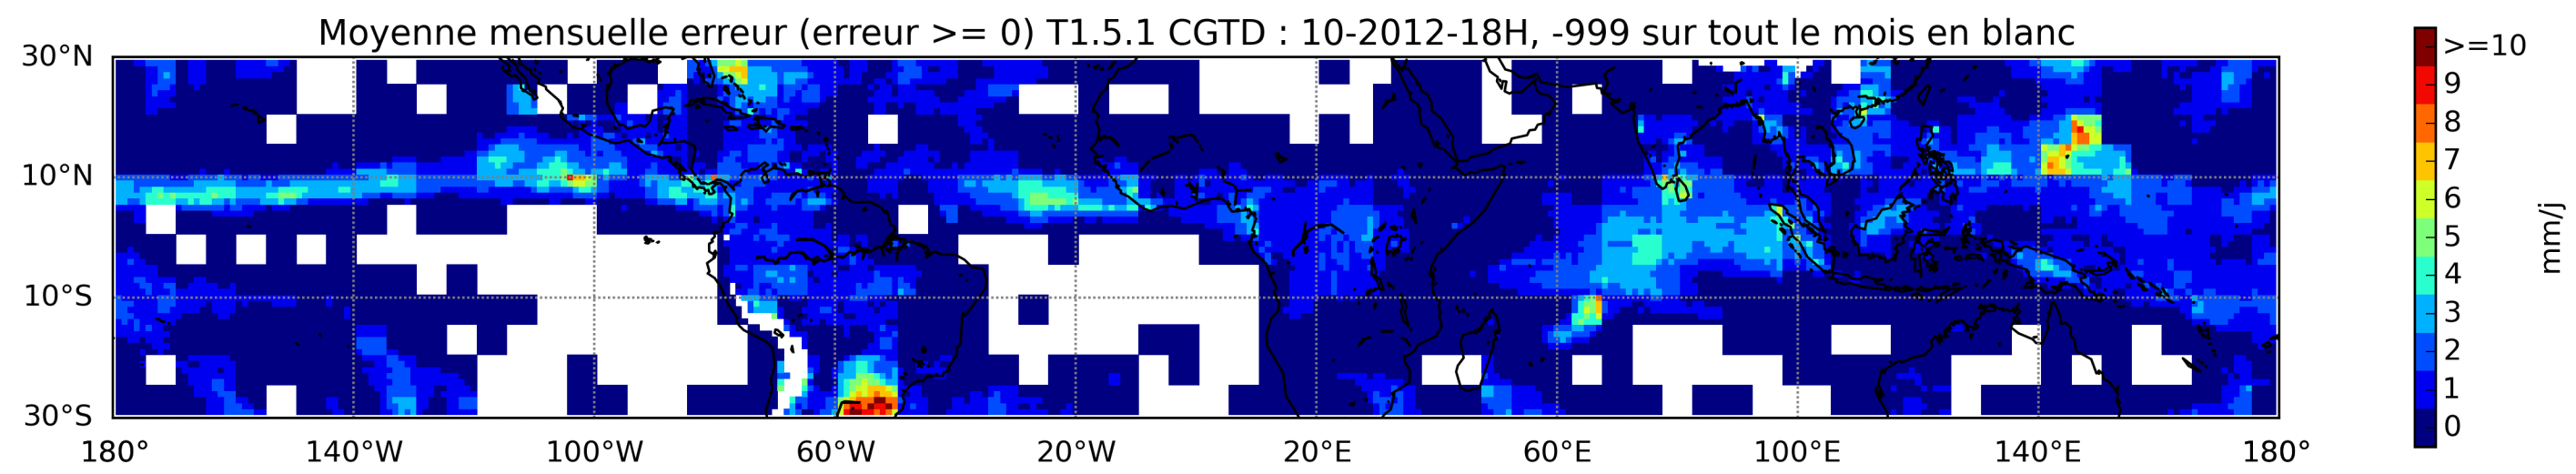 Moyenne mensuelle erreur (erreur >= 0) T1.5.1 CGTD : 10-2012-18H, -999 sur tout le mois en blanc
30°N
10°N
10°S
30°S
180° 140°W 100°W 60°W 20°W 20°E 60°E 100°E 140°E 180°
>=10
9
8
7
6
5
4
3
2
1
0
mm/j